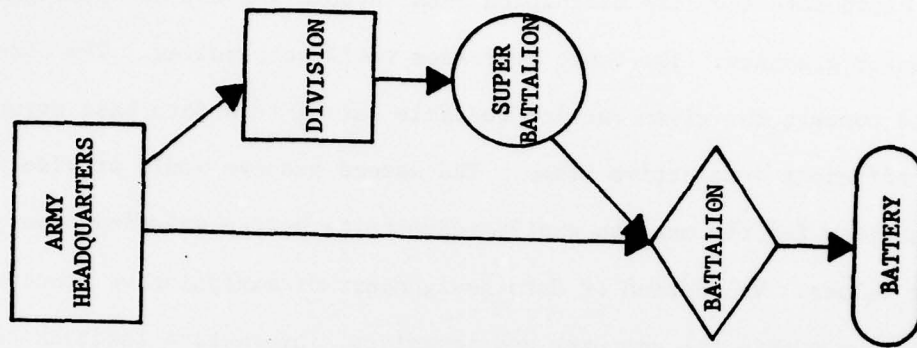 ARMY
HEADQUARTERS
DIVISION
SUPER
BATTALION
BATTALION
BATTERY